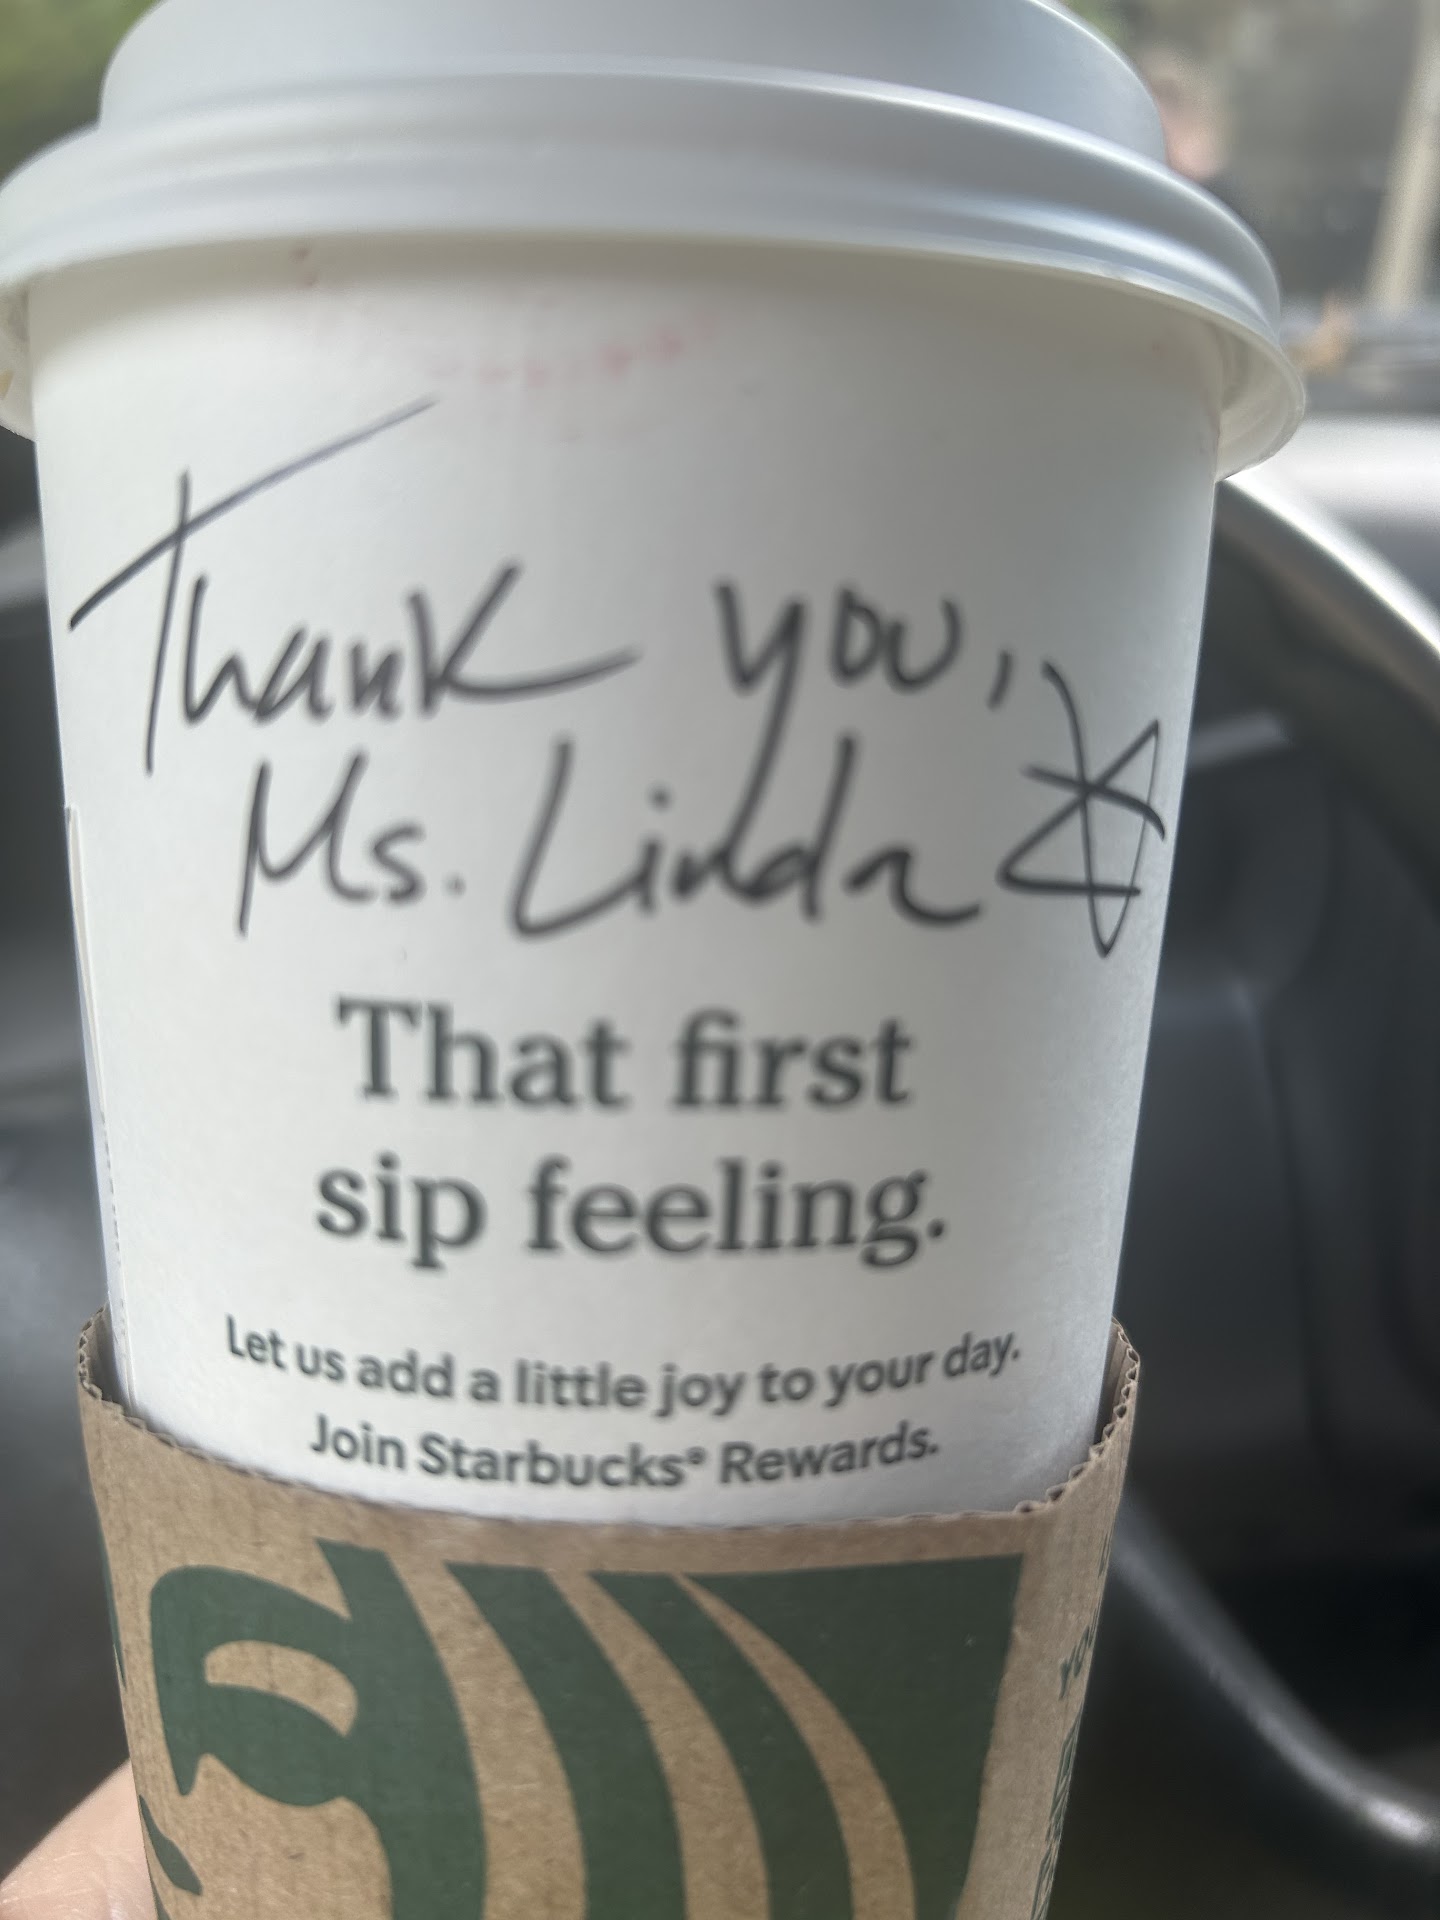 Thank you,
Ms. Linda
That first
sip feeling.
Let us add a little joy to your day.
Join Starbucks® Rewards.